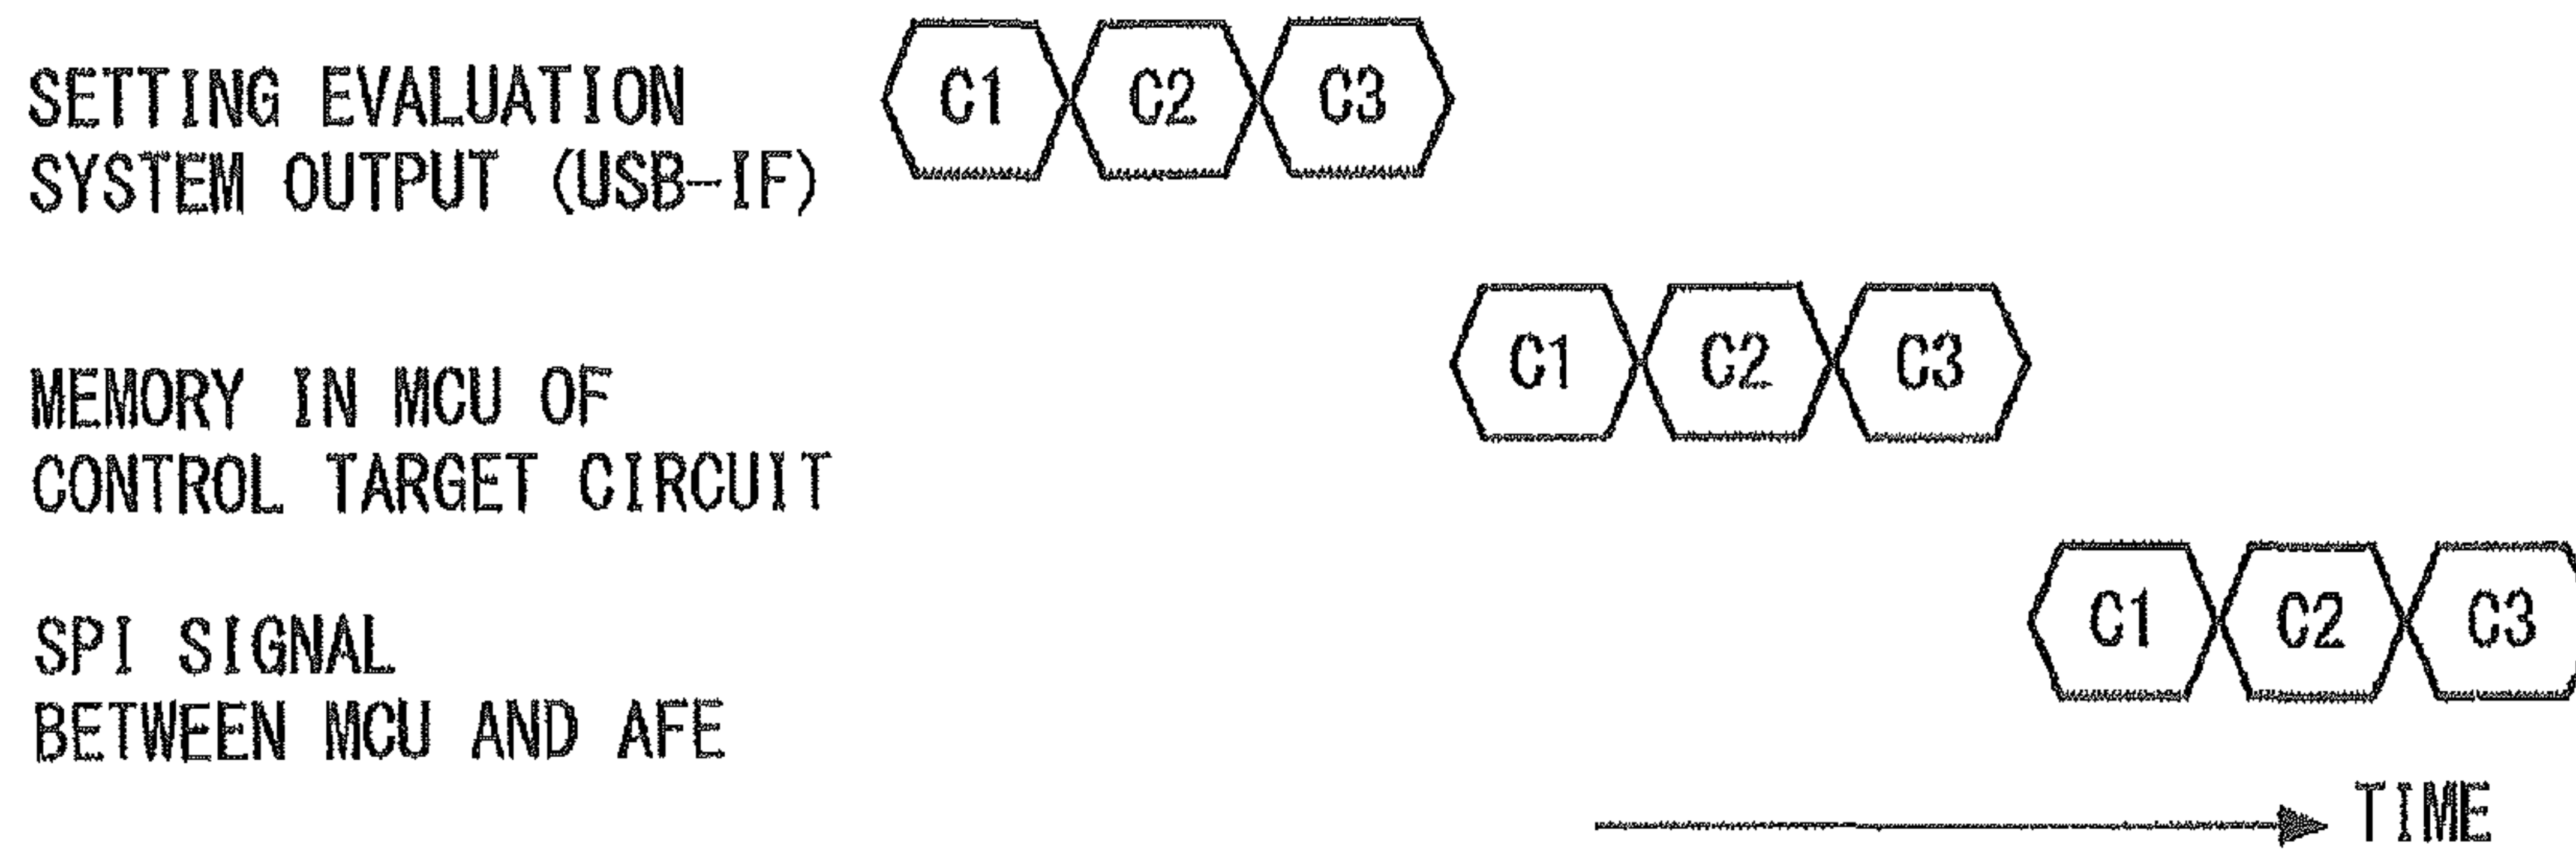 SETTING EVALUATION
SYSTEM OUTPUT (USB-IF)
C1 C2 C3
MEMORY IN MCU OF
CONTROL TARGET CIRCUIT
C1 C2 C3
SPI SIGNAL
BETWEEN MCU AND AFE
C1 C2 C3
TIME